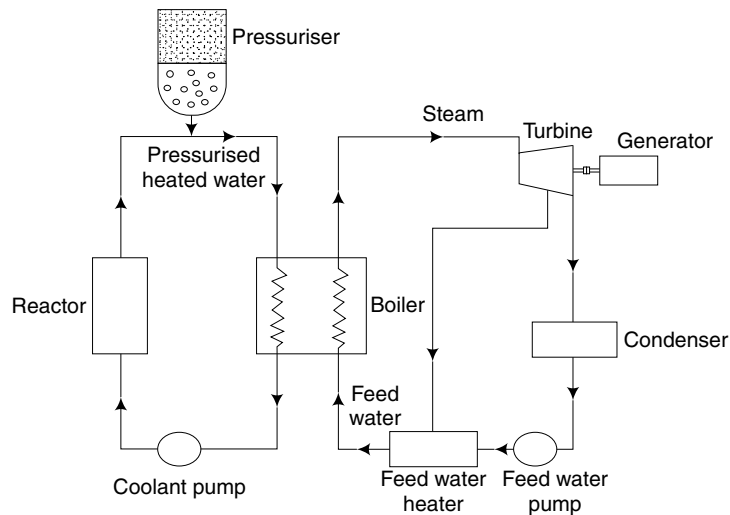 Pressuriser
Steam
Turbine
Generator
Pressurised
heated water
Reactor
Boiler
Condenser
Feed
water
Coolant pump
Feed water
heater
Feed water
pump